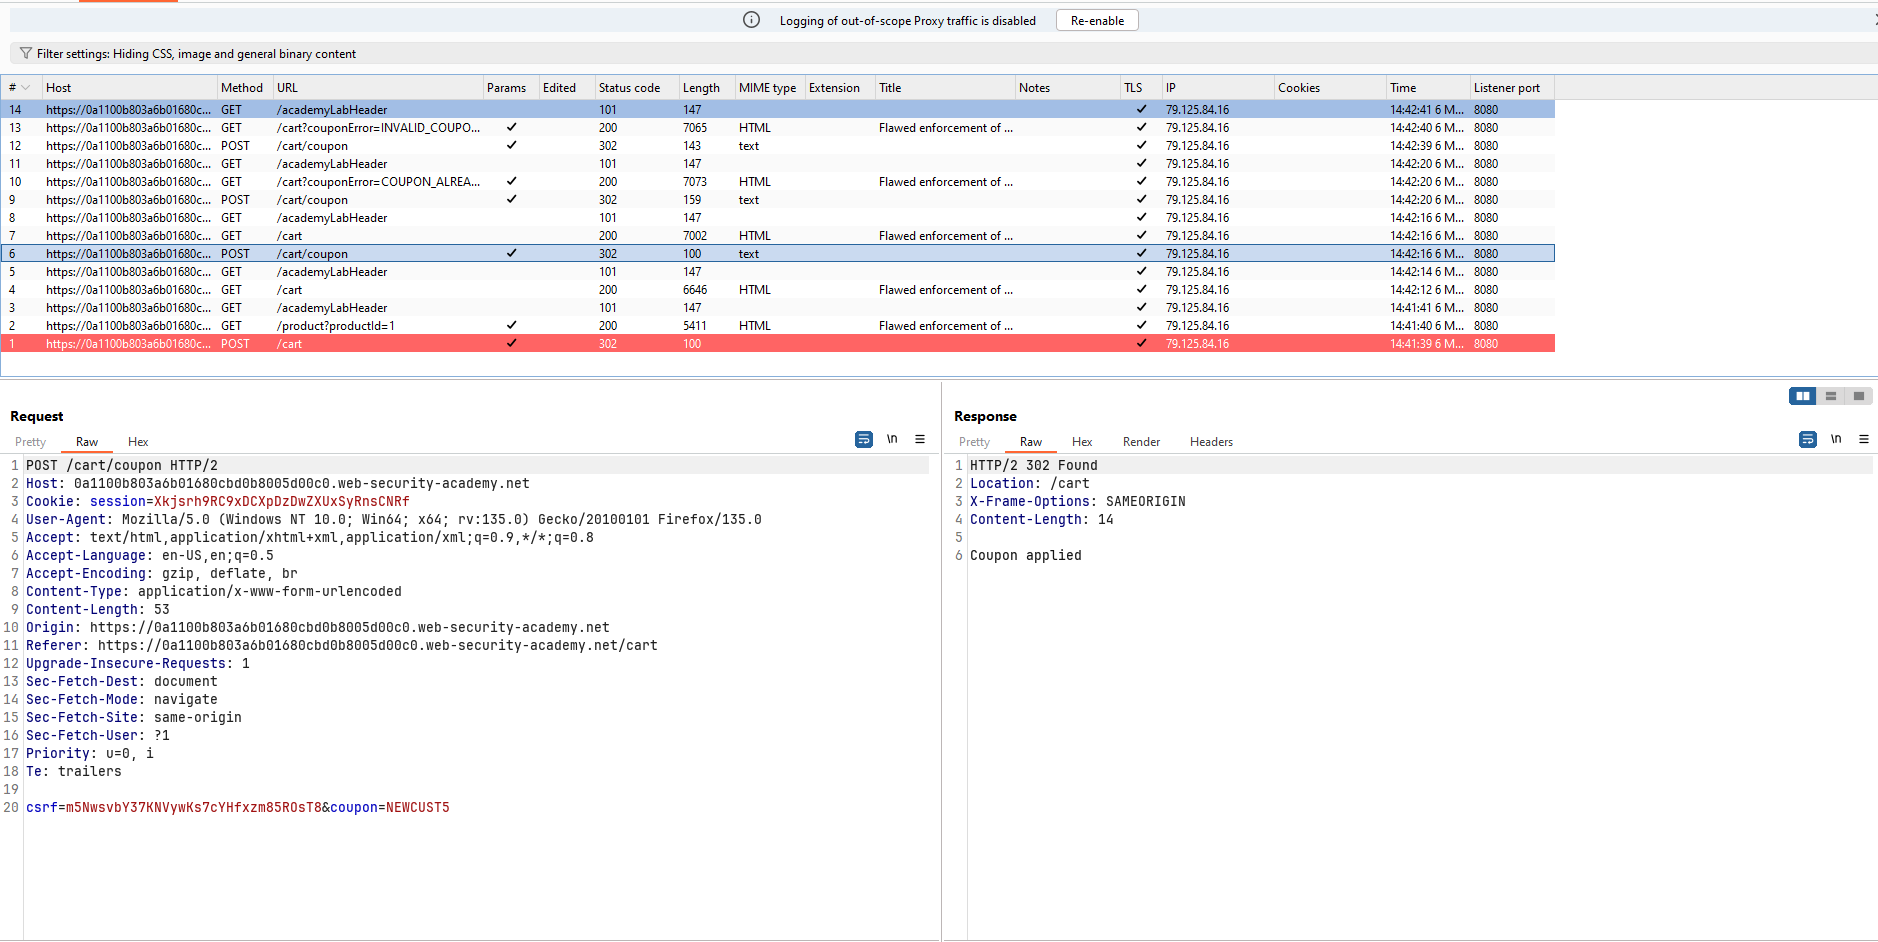 Logging of out-of-scope Proxy traffic is disabled Re-enable
Filter settings: Hiding CSS, image and general binary content
# Host Method URL Params Edited Status code Length MIME type Extension Title Notes TLS IP Cookies Time Listener port
14 https://0a1100b803a6b01680c... GET /academyLabHeader 101 147 ✓ 79.125.84.16 14:42:41 6 M... 8080
13 https://0a1100b803a6b01680c... GET /cart?couponError=INVALID_COUPO... ✓ 200 7065 HTML Flawed enforcement of ... ✓ 79.125.84.16 14:42:40 6 M... 8080
12 https://0a1100b803a6b01680c... POST /cart/coupon ✓ 302 143 text ✓ 79.125.84.16 14:42:39 6 M... 8080
11 https://0a1100b803a6b01680c... GET /academyLabHeader 101 147 ✓ 79.125.84.16 14:42:20 6 M... 8080
10 https://0a1100b803a6b01680c... GET /cart?couponError=COUPON_ALREA... ✓ 200 7073 HTML Flawed enforcement of ... ✓ 79.125.84.16 14:42:20 6 M... 8080
9 https://0a1100b803a6b01680c... POST /cart/coupon ✓ 302 159 text ✓ 79.125.84.16 14:42:20 6 M... 8080
8 https://0a1100b803a6b01680c... GET /academyLabHeader 101 147 ✓ 79.125.84.16 14:42:16 6 M... 8080
7 https://0a1100b803a6b01680c... GET /cart 200 7002 HTML Flawed enforcement of ... ✓ 79.125.84.16 14:42:16 6 M... 8080
6 https://0a1100b803a6b01680c... POST /cart/coupon ✓ 302 100 text ✓ 79.125.84.16 14:42:16 6 M... 8080
5 https://0a1100b803a6b01680c... GET /academyLabHeader 101 147 ✓ 79.125.84.16 14:42:14 6 M... 8080
4 https://0a1100b803a6b01680c... GET /cart 200 6646 HTML Flawed enforcement of ... ✓ 79.125.84.16 14:42:12 6 M... 8080
3 https://0a1100b803a6b01680c... GET /academyLabHeader 101 147 ✓ 79.125.84.16 14:41:41 6 M... 8080
2 https://0a1100b803a6b01680c... GET /product?productId=1 ✓ 200 5411 HTML Flawed enforcement of ... ✓ 79.125.84.16 14:41:40 6 M... 8080
1 https://0a1100b803a6b01680c... POST /cart ✓ 302 100 ✓ 79.125.84.16 14:41:39 6 M... 8080
Request
Pretty Raw Hex \n
1 POST /cart/coupon HTTP/2
2 Host: 0a1100b803a6b01680cbd0b8005d00c0.web-security-academy.net
3 Cookie: session=Xkjsrh9RC9xDCXpDzDwZXUxSyRnsCNRf
4 User-Agent: Mozilla/5.0 (Windows NT 10.0; Win64; x64; rv:135.0) Gecko/20100101 Firefox/135.0
5 Accept: text/html,application/xhtml+xml,application/xml;q=0.9,*/*;q=0.8
6 Accept-Language: en-US,en;q=0.5
7 Accept-Encoding: gzip, deflate, br
8 Content-Type: application/x-www-form-urlencoded
9 Content-Length: 53
10 Origin: https://0a1100b803a6b01680cbd0b8005d00c0.web-security-academy.net
11 Referer: https://0a1100b803a6b01680cbd0b8005d00c0.web-security-academy.net/cart
12 Upgrade-Insecure-Requests: 1
13 Sec-Fetch-Dest: document
14 Sec-Fetch-Mode: navigate
15 Sec-Fetch-Site: same-origin
16 Sec-Fetch-User: ?1
17 Priority: u=0, i
18 Te: trailers
19
20 csrf=m5NwsvbY37KNVywKs7cYHfxzm85ROsT8&coupon=NEWCUST5
Response
Pretty Raw Hex Render Headers \n
1 HTTP/2 302 Found
2 Location: /cart
3 X-Frame-Options: SAMEORIGIN
4 Content-Length: 14
5
6 Coupon applied